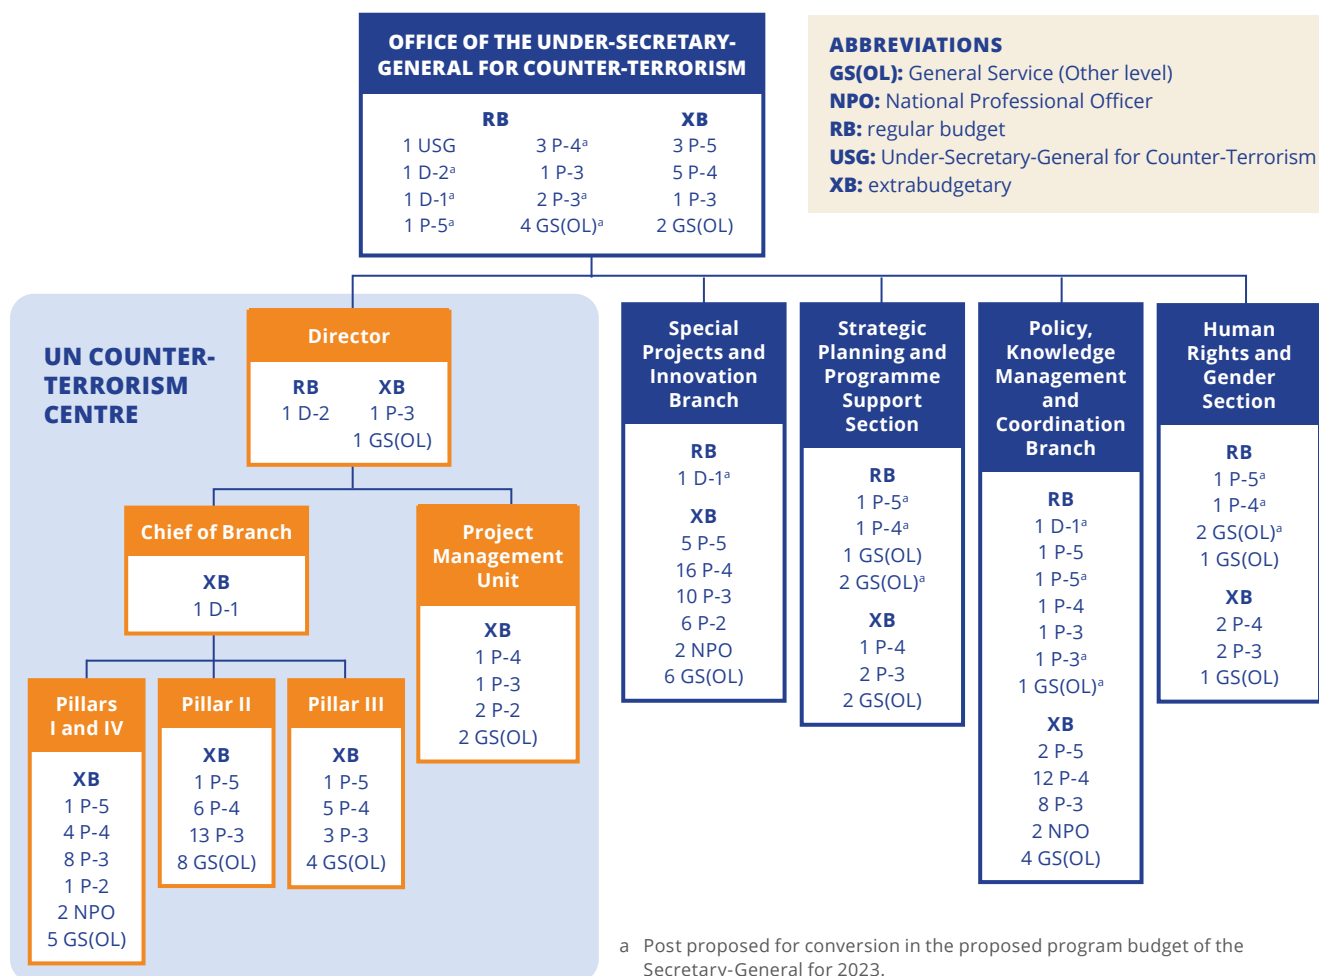 OFFICE OF THE UNDER-SECRETARY-
GENERAL FOR COUNTER-TERRORISM
RB
1 USG
1 D-2ᵃ
1 D-1ᵃ
1 P-5ᵃ
3 P-4ᵃ
1 P-3
2 P-3ᵃ
4 GS(OL)ᵃ
XB
3 P-5
5 P-4
1 P-3
2 GS(OL)
ABBREVIATIONS
GS(OL): General Service (Other level)
NPO: National Professional Officer
RB: regular budget
USG: Under-Secretary-General for Counter-Terrorism
XB: extrabudgetary
UN COUNTER-
TERRORISM
CENTRE
Director
RB
1 D-2
XB
1 P-3
1 GS(OL)
Chief of Branch
XB
1 D-1
Project
Management
Unit
XB
1 P-4
1 P-3
2 P-2
2 GS(OL)
Pillars
I and IV
XB
1 P-5
4 P-4
8 P-3
1 P-2
2 NPO
5 GS(OL)
Pillar II
XB
1 P-5
6 P-4
13 P-3
8 GS(OL)
Pillar III
XB
1 P-5
5 P-4
3 P-3
4 GS(OL)
Special
Projects and
Innovation
Branch
RB
1 D-1ᵃ
XB
5 P-5
16 P-4
10 P-3
6 P-2
2 NPO
6 GS(OL)
Strategic
Planning and
Programme
Support
Section
RB
1 P-5ᵃ
1 P-4ᵃ
1 GS(OL)
2 GS(OL)ᵃ
XB
1 P-4
2 P-3
2 GS(OL)
Policy,
Knowledge
Management
and
Coordination
Branch
RB
1 D-1ᵃ
1 P-5
1 P-5ᵃ
1 P-4
1 P-3
1 P-3ᵃ
1 GS(OL)ᵃ
XB
2 P-5
12 P-4
8 P-3
2 NPO
4 GS(OL)
Human
Rights and
Gender
Section
RB
1 P-5ᵃ
1 P-4ᵃ
2 GS(OL)ᵃ
1 GS(OL)
XB
2 P-4
2 P-3
1 GS(OL)
a Post proposed for conversion in the proposed program budget of the
Secretary-General for 2023.